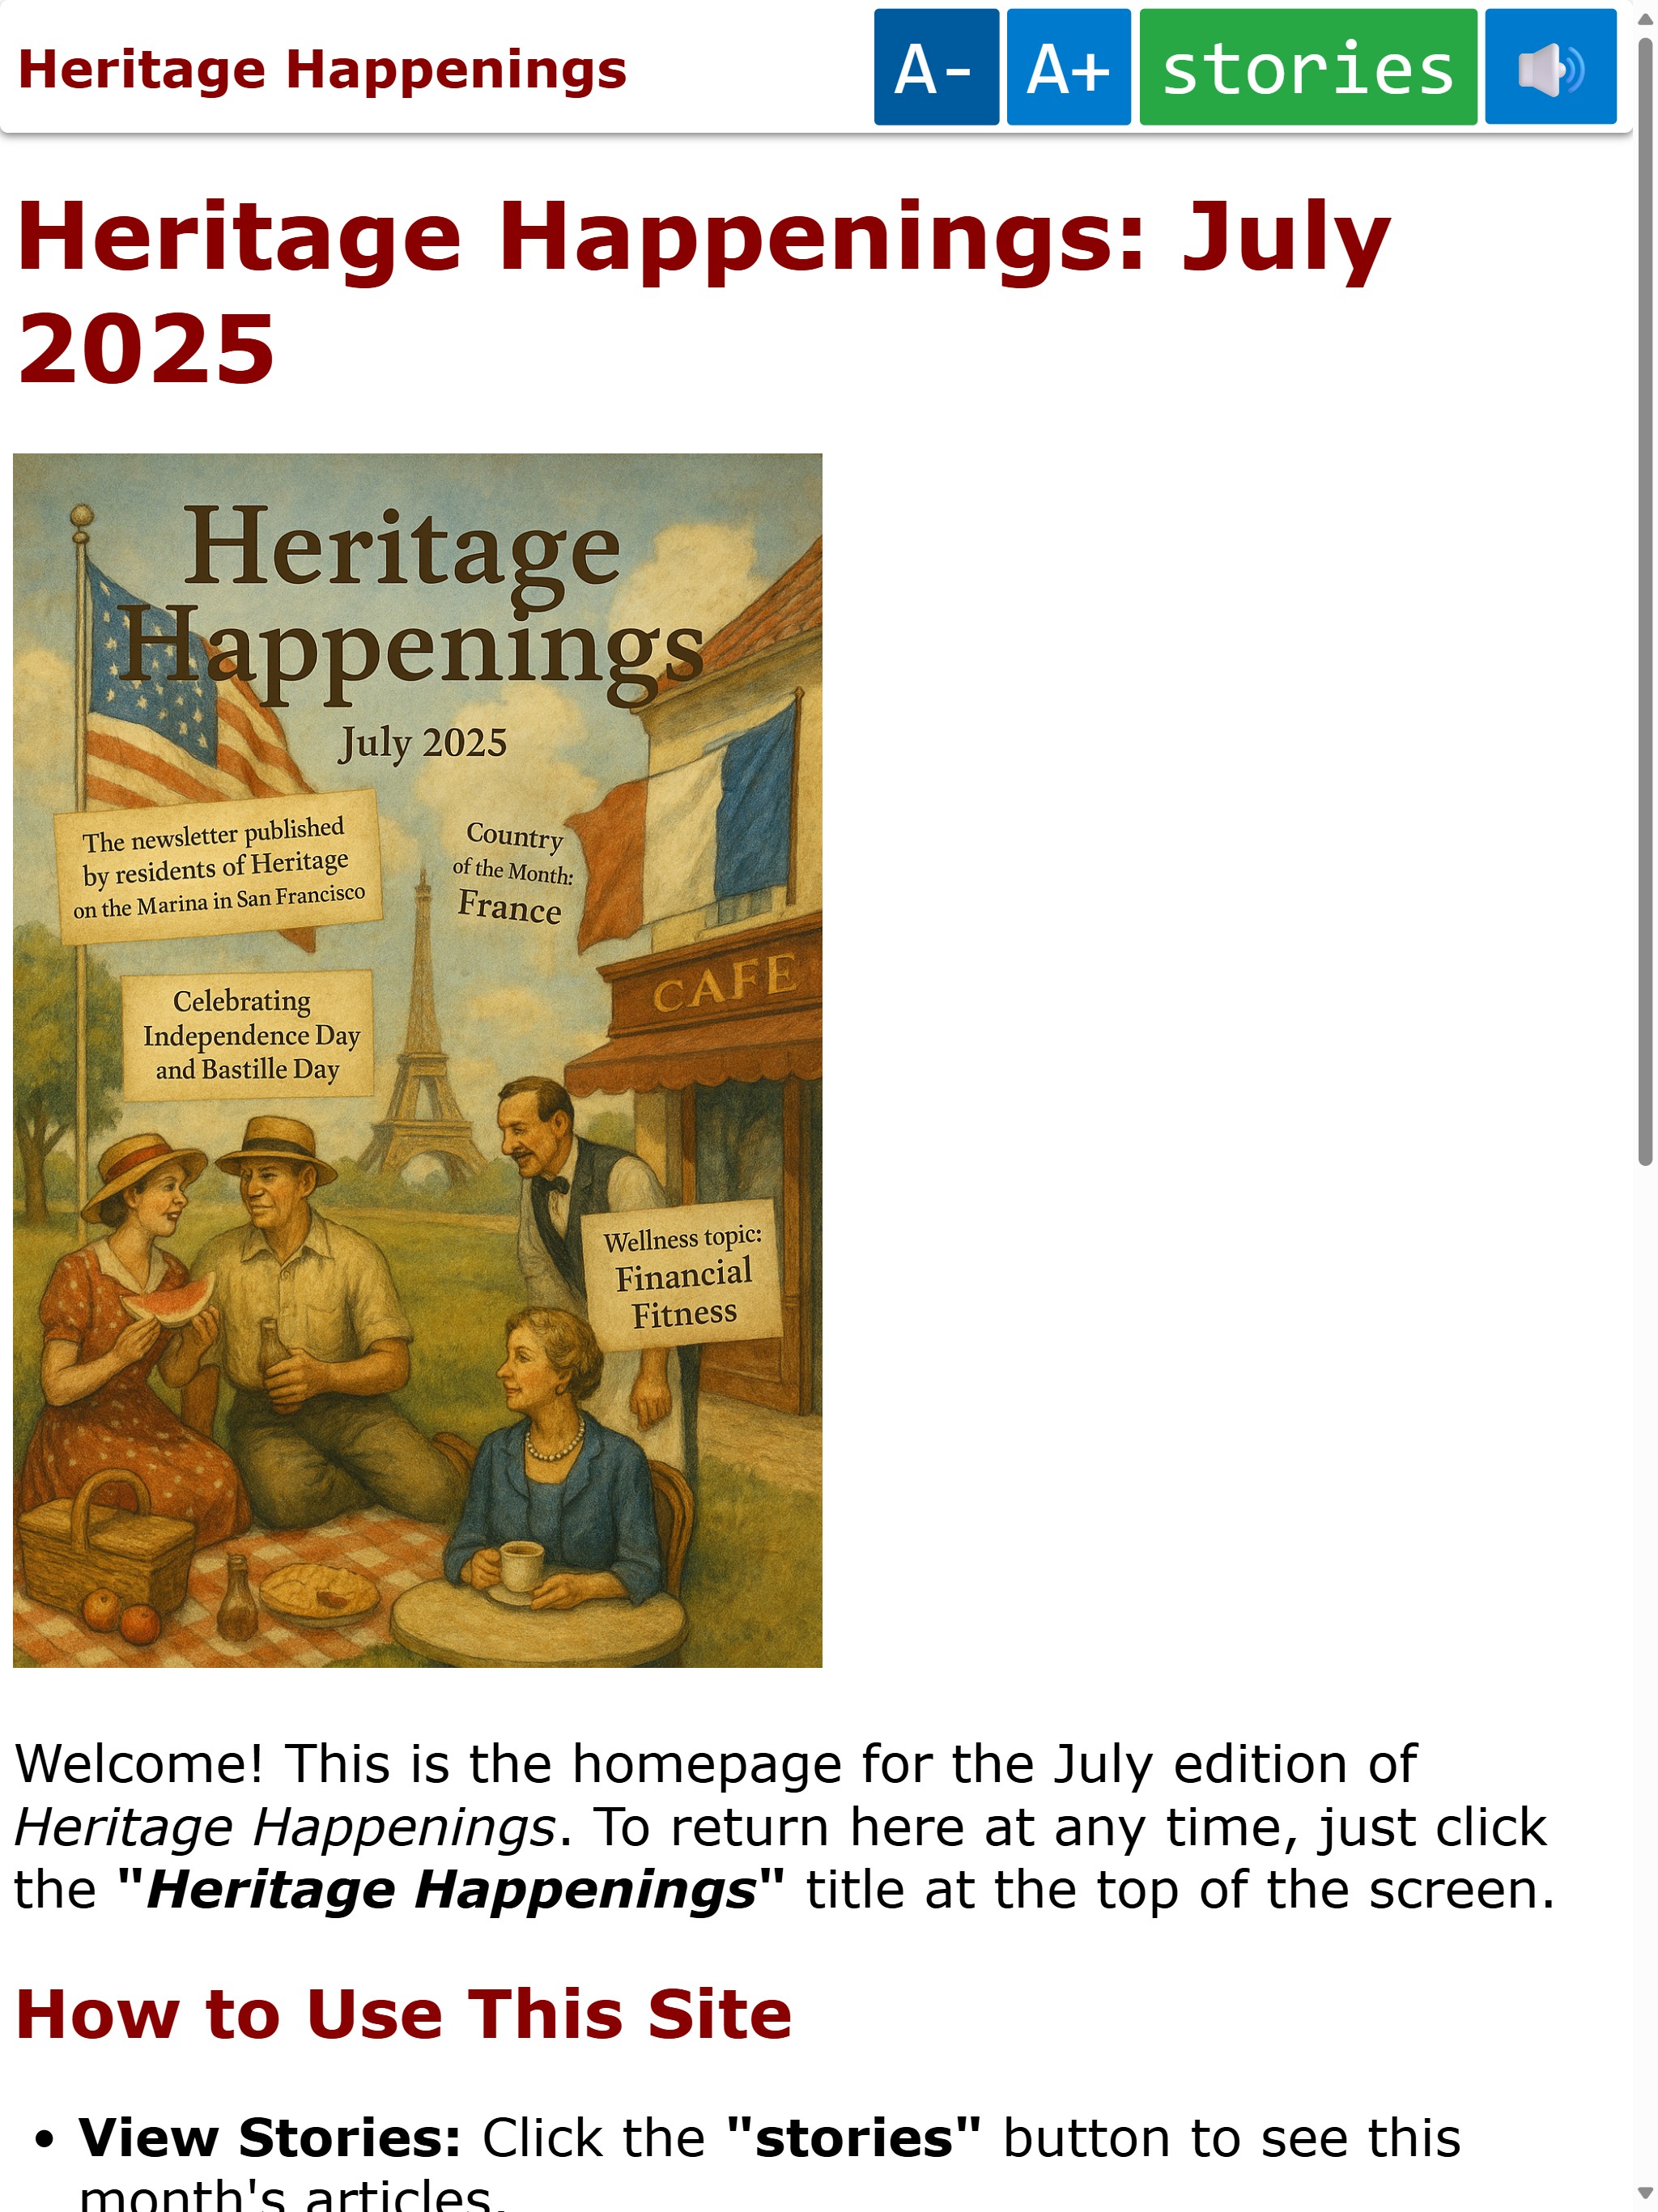 Heritage Happenings
A- A+ stories
Heritage Happenings: July
2025
Heritage
Happenings
July 2025
The newsletter published
by residents of Heritage
on the Marina in San Francisco
Country
of the Month:
France
CAFE
Celebrating
Independence Day
and Bastille Day
Wellness topic:
Financial
Fitness
Welcome! This is the homepage for the July edition of
Heritage Happenings. To return here at any time, just click
the "Heritage Happenings" title at the top of the screen.
How to Use This Site
• View Stories: Click the "stories" button to see this
month's articles.